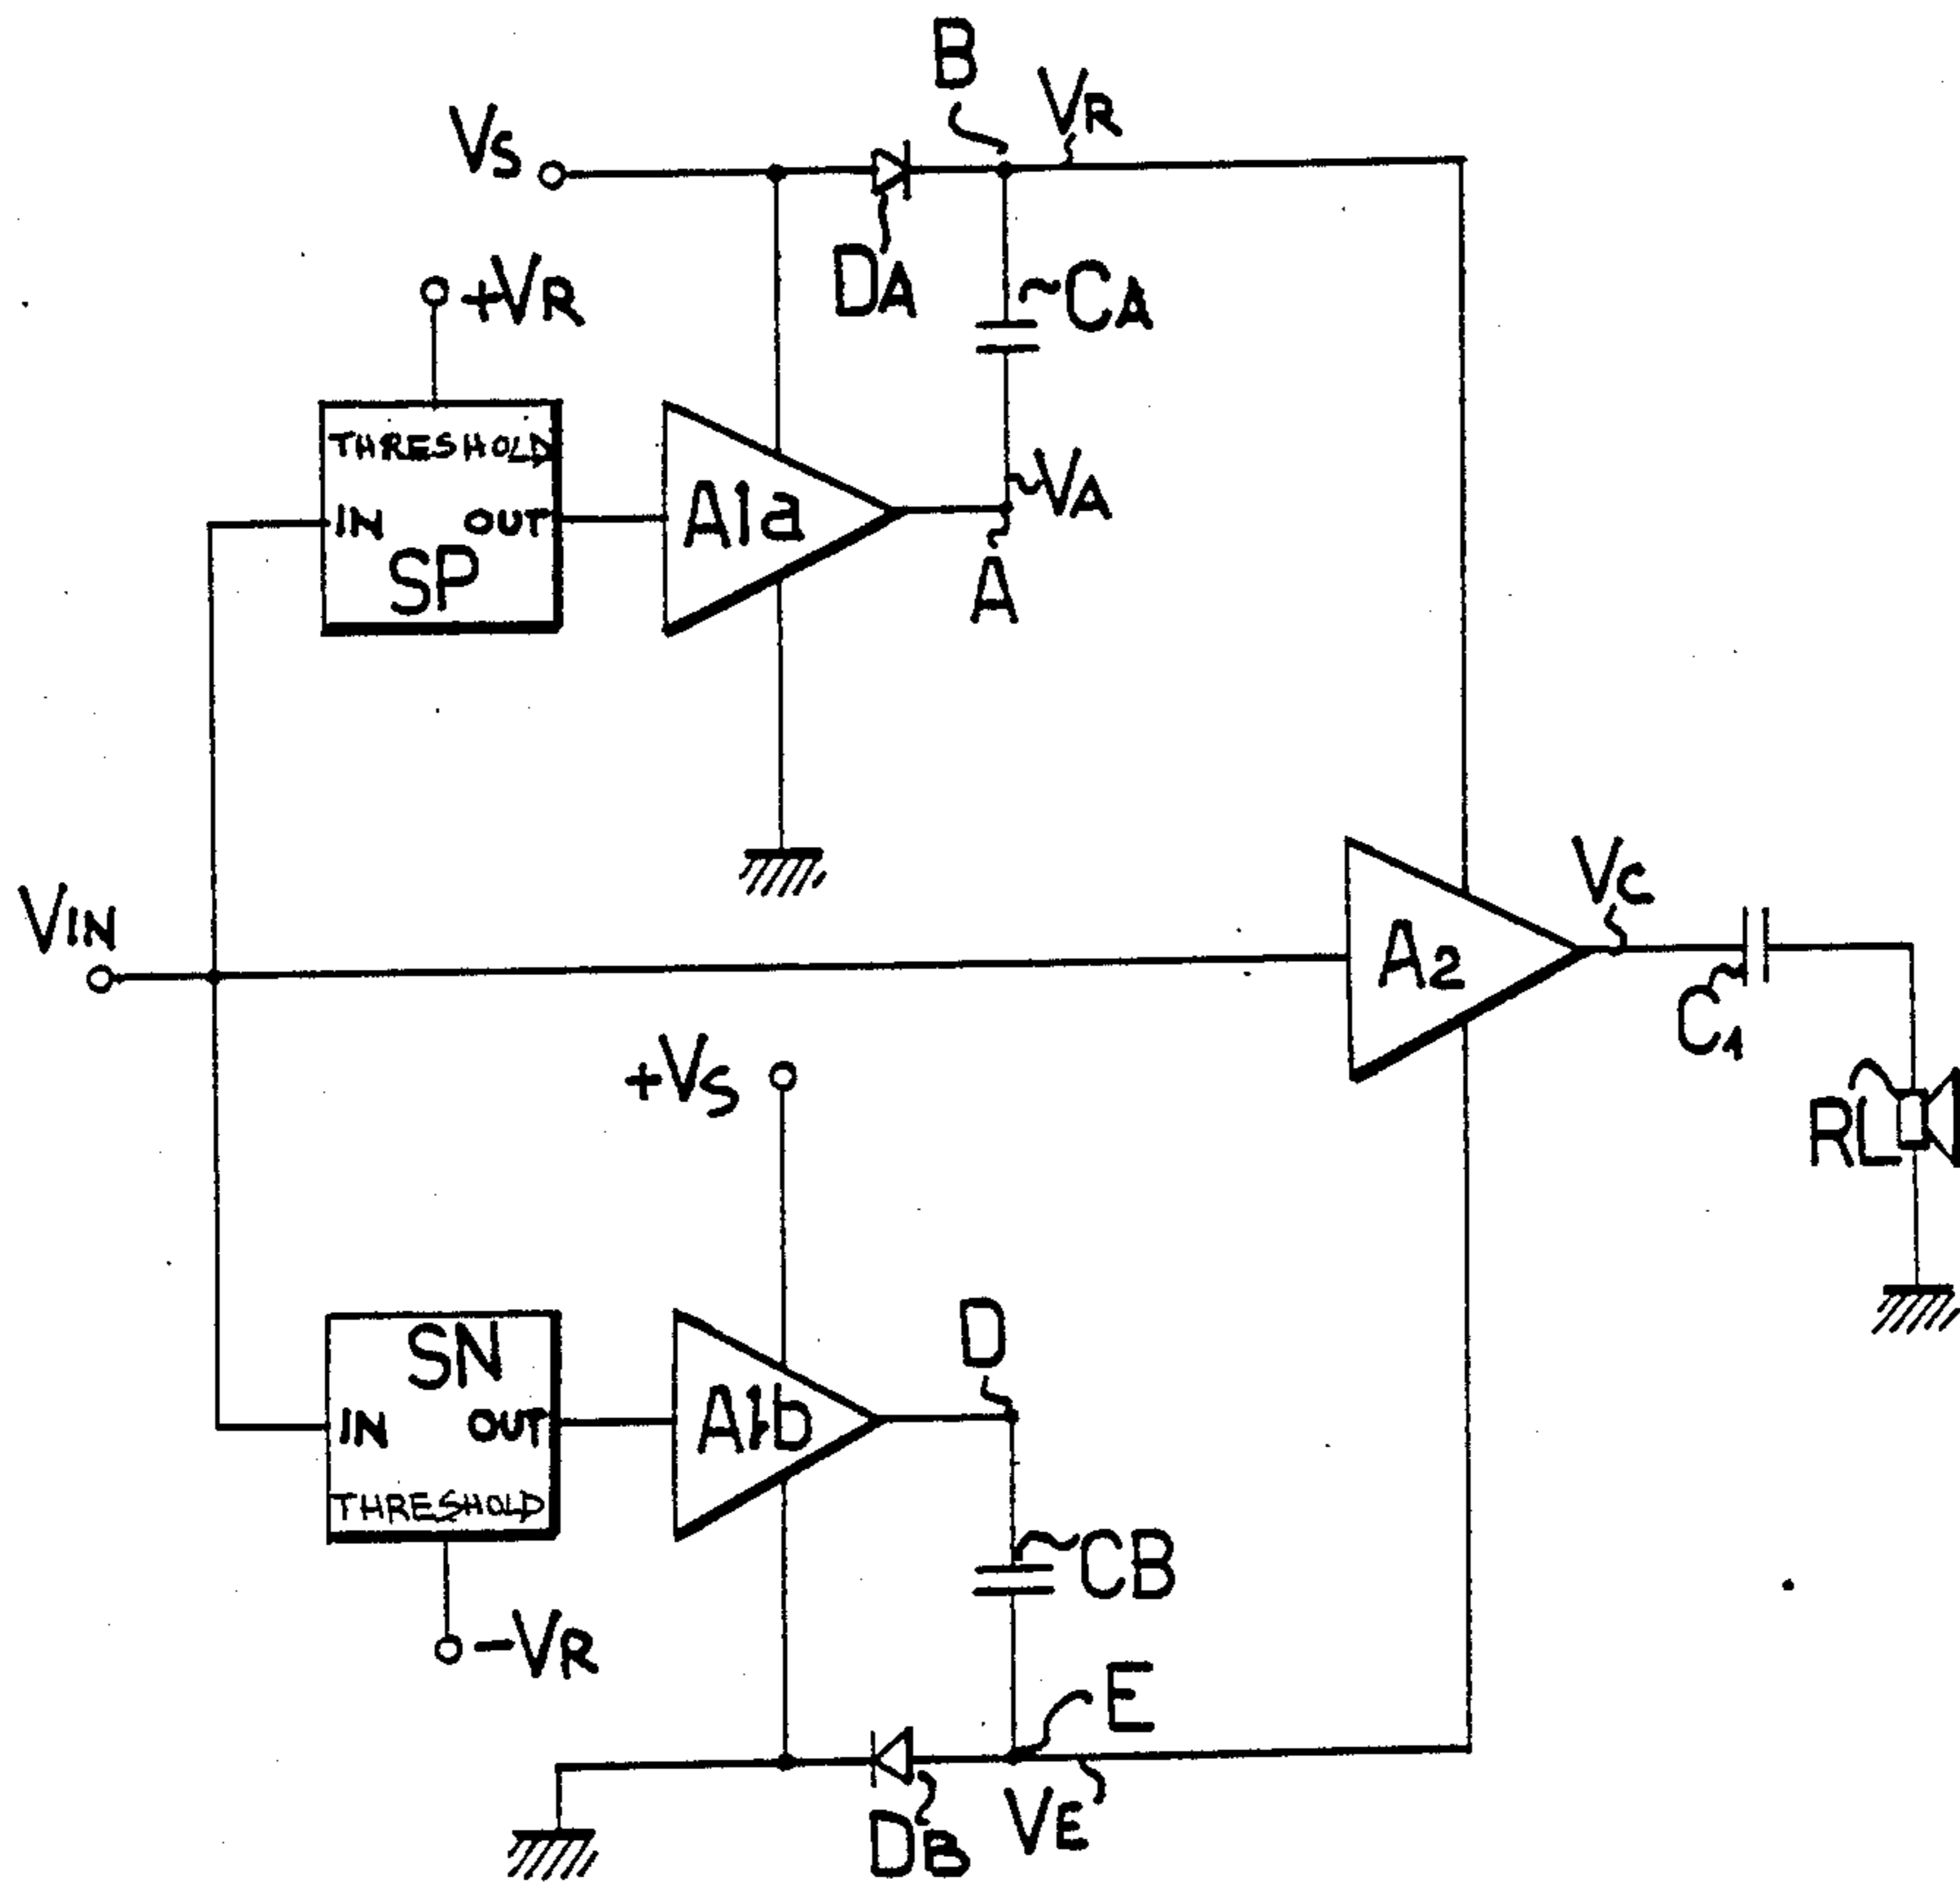 B
VR
VS
DA
CA
+VR
THRESHOLD
IN OUT
SP
A1a
VA
A
VIN
A2
VC
C1
RL
+VS
SN
IN OUT
THRESHOLD
A1b
D
CB
-VR
E
DB
VE